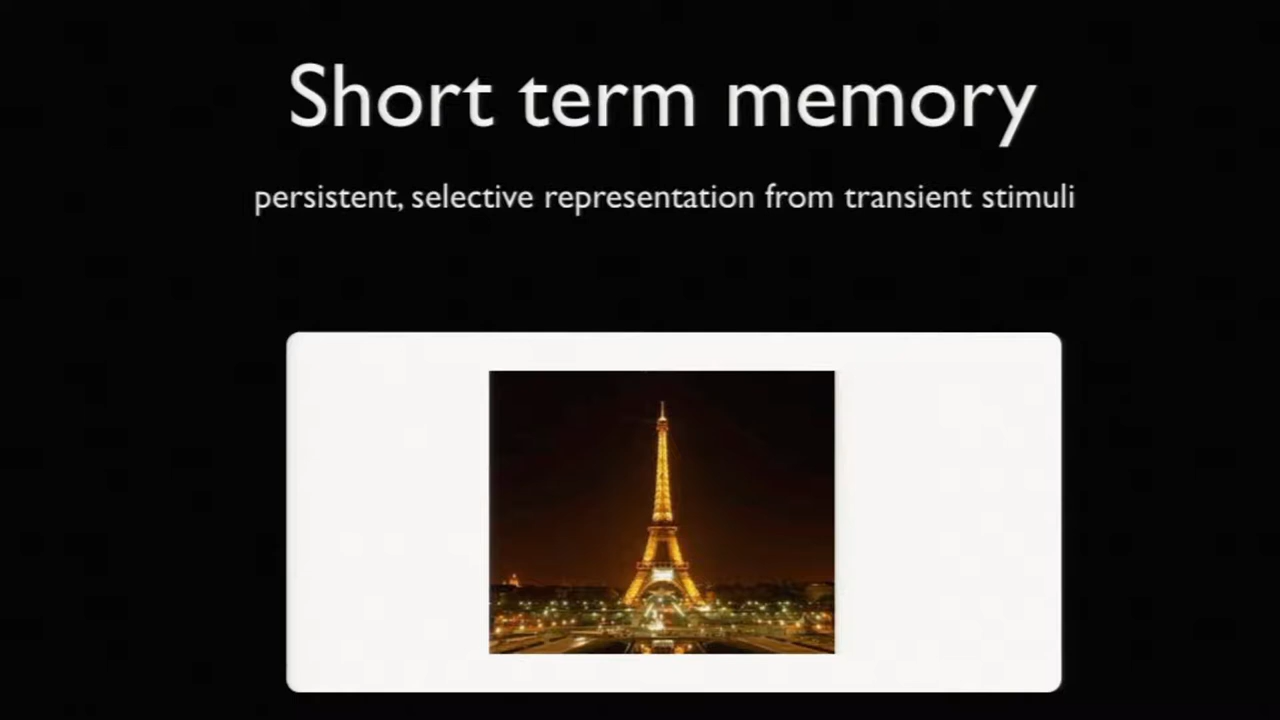 Short term memory
persistent, selective representation from transient stimuli